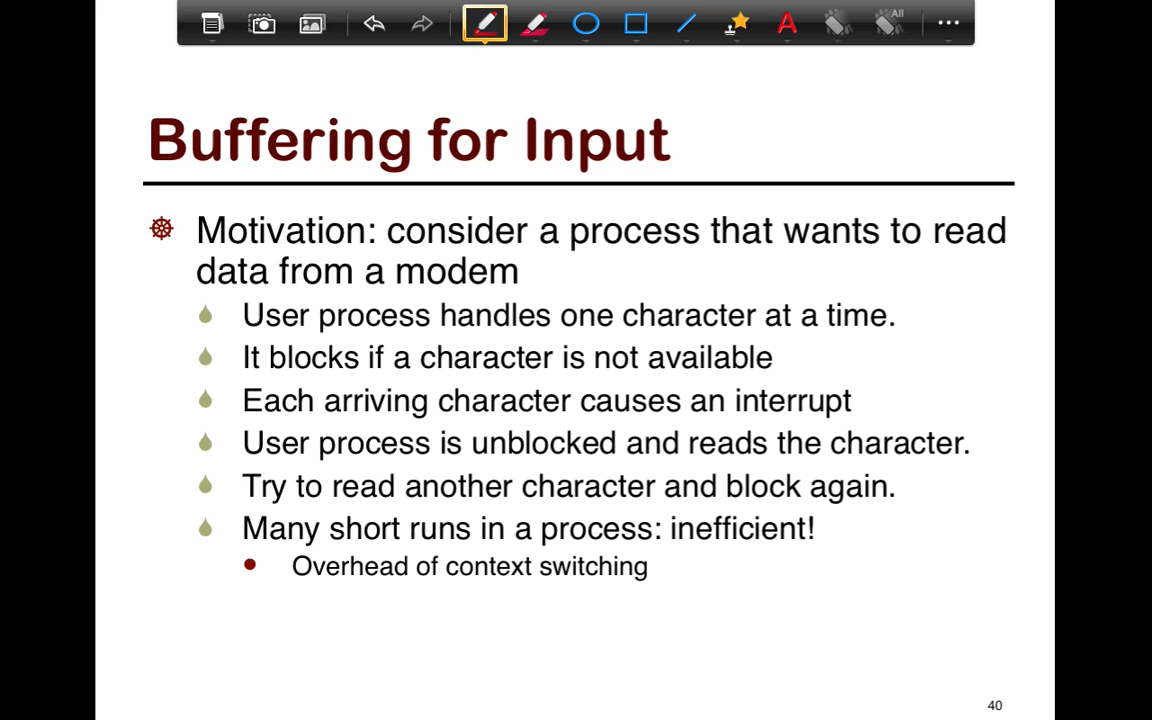 All
A
Buffering for Input
Motivation: consider a process that wants to read
data from a modem
User process handles one character at a time.
It blocks if a character is not available
Each arriving character causes an interrupt
User process is unblocked and reads the character.
Try to read another character and block again.
Many short runs in a process: inefficient!
Overhead of context switching
40